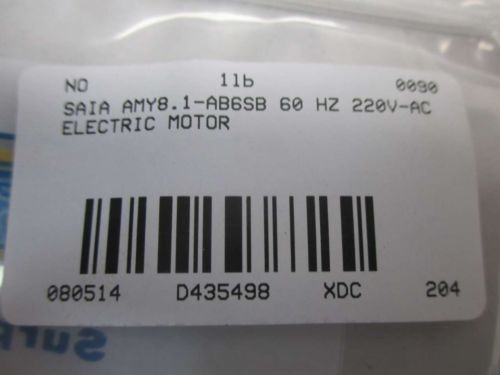 NO 1lb 0090
SAIA AMY8.1-AB6SB 60 HZ 220V-AC
ELECTRIC MOTOR
080514 D435498 XDC 204